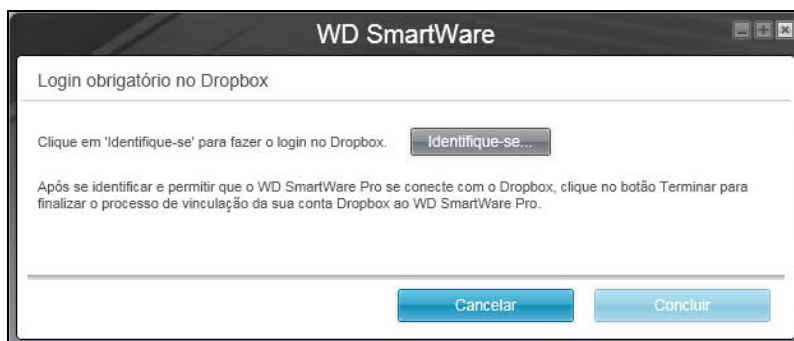 WD SmartWare
Login obrigatório no Dropbox
Clique em 'Identifique-se' para fazer o login no Dropbox. Identifique-se...
Após se identificar e permitir que o WD SmartWare Pro se conecte com o Dropbox, clique no botão Terminar para
finalizar o processo de vinculação da sua conta Dropbox ao WD SmartWare Pro.
Cancelar Concluir